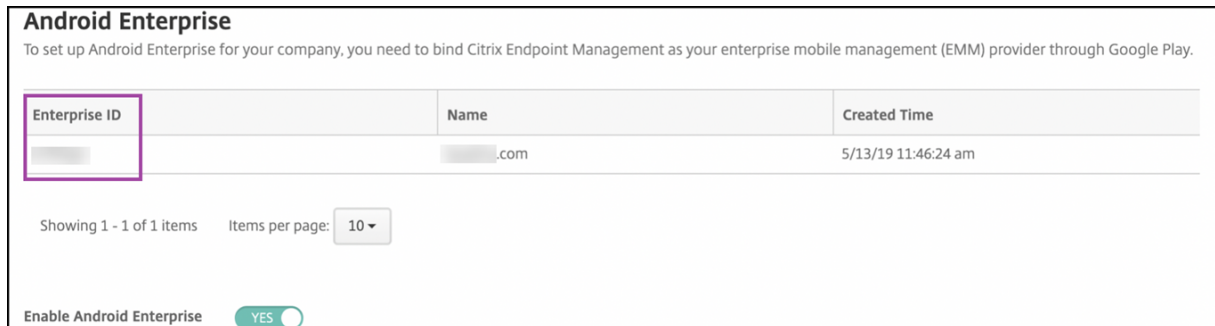 Android Enterprise
To set up Android Enterprise for your company, you need to bind Citrix Endpoint Management as your enterprise mobile management (EMM) provider through Google Play.
Enterprise ID Name Created Time
.com 5/13/19 11:46:24 am
Showing 1 - 1 of 1 items Items per page: 10
Enable Android Enterprise YES